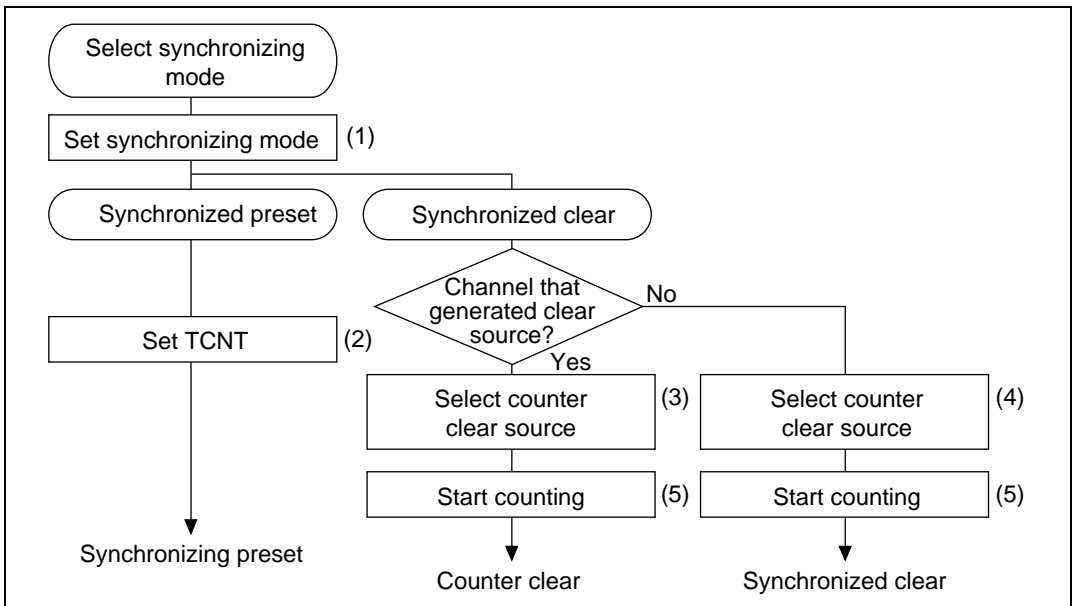 Select synchronizing
mode
Set synchronizing mode (1)
Synchronized preset
Synchronized clear
Channel that
generated clear
source?
No
Yes
Set TCNT (2)
Select counter
clear source
(3)
Select counter
clear source
(4)
Start counting (5)
Start counting (5)
Synchronizing preset
Counter clear
Synchronized clear